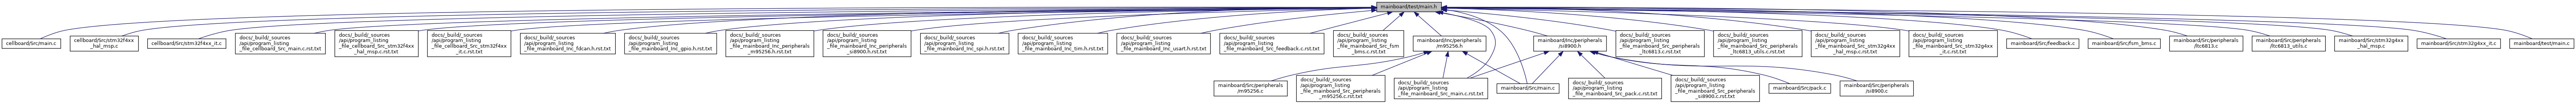 mainboard/test/main.h
cellboard/Src/main.c
cellboard/Src/stm32f4xx
_hal_msp.c
cellboard/Src/stm32f4xx_it.c
docs/_build/_sources
/api/program_listing
_file_cellboard_Src_main.c.rst.txt
docs/_build/_sources
/api/program_listing
_file_cellboard_Src_stm32f4xx
_hal_msp.c.rst.txt
docs/_build/_sources
/api/program_listing
_file_cellboard_Src_stm32f4xx
_it.c.rst.txt
docs/_build/_sources
/api/program_listing
_file_mainboard_Inc_fdcan.h.rst.txt
docs/_build/_sources
/api/program_listing
_file_mainboard_Inc_gpio.h.rst.txt
docs/_build/_sources
/api/program_listing
_file_mainboard_Inc_peripherals
_m95256.h.rst.txt
docs/_build/_sources
/api/program_listing
_file_mainboard_Inc_peripherals
_si8900.h.rst.txt
docs/_build/_sources
/api/program_listing
_file_mainboard_Inc_spi.h.rst.txt
docs/_build/_sources
/api/program_listing
_file_mainboard_Inc_tim.h.rst.txt
docs/_build/_sources
/api/program_listing
_file_mainboard_Inc_usart.h.rst.txt
docs/_build/_sources
/api/program_listing
_file_mainboard_Src_feedback.c.rst.txt
docs/_build/_sources
/api/program_listing
_file_mainboard_Src_fsm
_bms.c.rst.txt
mainboard/Inc/peripherals
/m95256.h
mainboard/Inc/peripherals
/si8900.h
docs/_build/_sources
/api/program_listing
_file_mainboard_Src_peripherals
_ltc6813.c.rst.txt
docs/_build/_sources
/api/program_listing
_file_mainboard_Src_peripherals
_ltc6813_utils.c.rst.txt
docs/_build/_sources
/api/program_listing
_file_mainboard_Src_stm32g4xx
_hal_msp.c.rst.txt
docs/_build/_sources
/api/program_listing
_file_mainboard_Src_stm32g4xx
_it.c.rst.txt
mainboard/Src/feedback.c
mainboard/Src/fsm_bms.c
mainboard/Src/peripherals
/ltc6813.c
mainboard/Src/peripherals
/ltc6813_utils.c
mainboard/Src/stm32g4xx
_hal_msp.c
mainboard/Src/stm32g4xx_it.c
mainboard/test/main.c
mainboard/Src/peripherals
/m95256.c
docs/_build/_sources
/api/program_listing
_file_mainboard_Src_peripherals
_m95256.c.rst.txt
docs/_build/_sources
/api/program_listing
_file_mainboard_Src_main.c.rst.txt
mainboard/Src/main.c
docs/_build/_sources
/api/program_listing
_file_mainboard_Src_pack.c.rst.txt
docs/_build/_sources
/api/program_listing
_file_mainboard_Src_peripherals
_si8900.c.rst.txt
mainboard/Src/pack.c
mainboard/Src/peripherals
/si8900.c